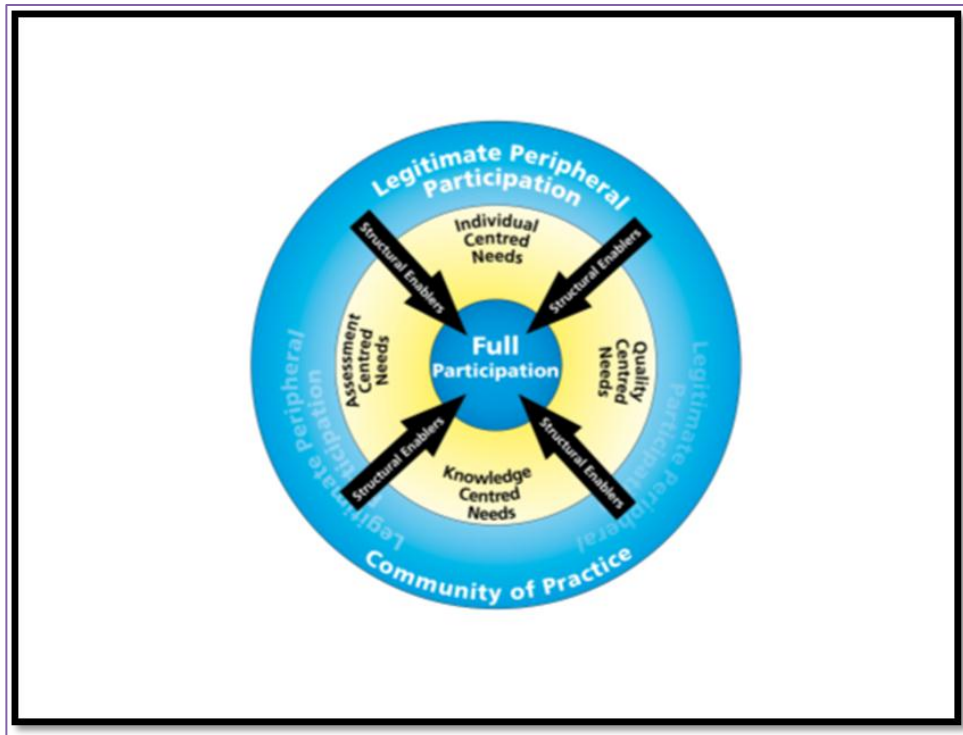 Legitimate Peripheral
Participation
Individual
Centred
Needs
Structural Enablers
Structural Enablers
Assessment
Centred
Needs
Full
Participation
Quality
Centred
Needs
Legitimate Peripheral
Participation
Legitimate Peripheral
Participation
Structural Enablers
Structural Enablers
Knowledge
Centred
Needs
Community of Practice